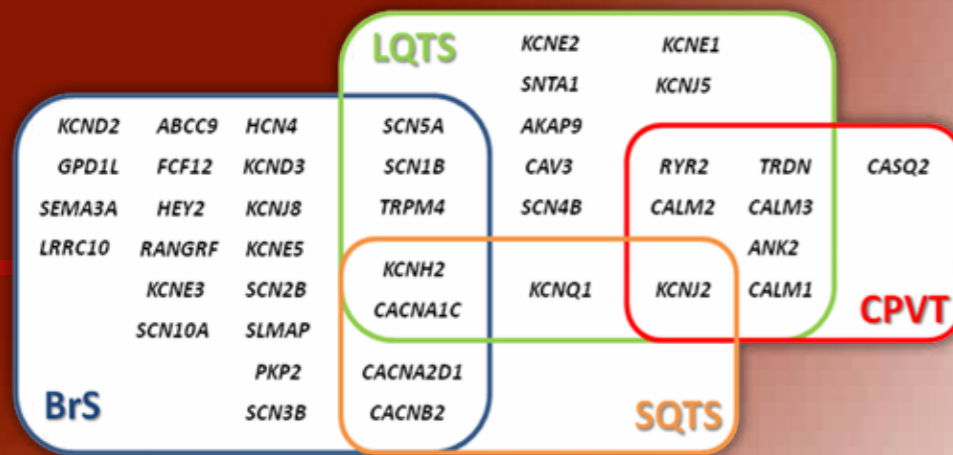 LQTS
KCNE2 KCNE1
SNTA1 KCNJ5
KCND2 ABCC9 HCN4 SCN5A AKAP9
GPD1L FCF12 KCND3 SCN1B CAV3 RYR2 TRDN CASQ2
SEMA3A HEY2 KCNJ8 TRPM4 SCN4B CALM2 CALM3
LRRC10 RANGRF KCNE5 ANK2
KCNH2
KCNE3 SCN2B KCNQ1 KCNJ2 CALM1
CACNA1C CPVT
SCN10A SLMAP
PKP2 CACNA2D1
BrS SCN3B CACNB2 SQTS